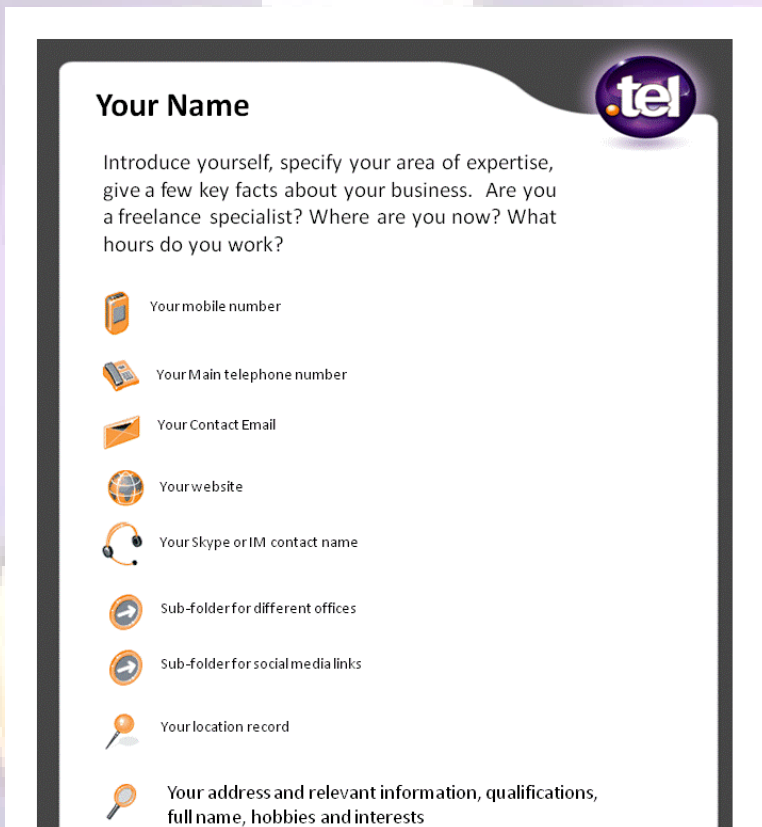 .tel
Your Name
Introduce yourself, specify your area of expertise,
give a few key facts about your business. Are you
a freelance specialist? Where are you now? What
hours do you work?
Your mobile number
Your Main telephone number
Your Contact Email
Your website
Your Skype or IM contact name
Sub-folder for different offices
Sub-folder for social media links
Your location record
Your address and relevant information, qualifications,
full name, hobbies and interests